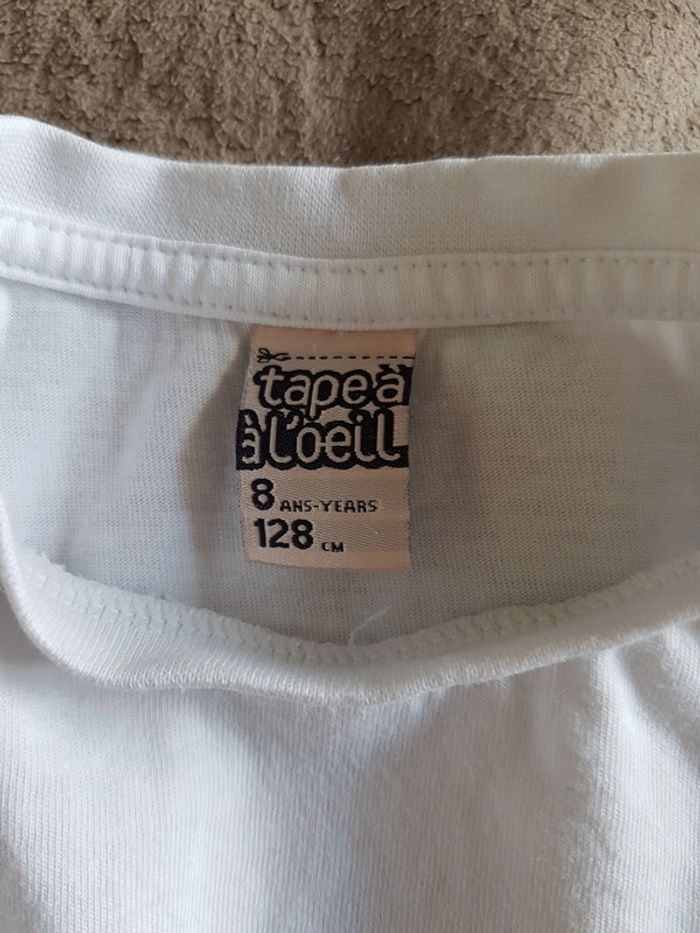 tape à
à l'oeil
8 ANS-YEARS
128 CM